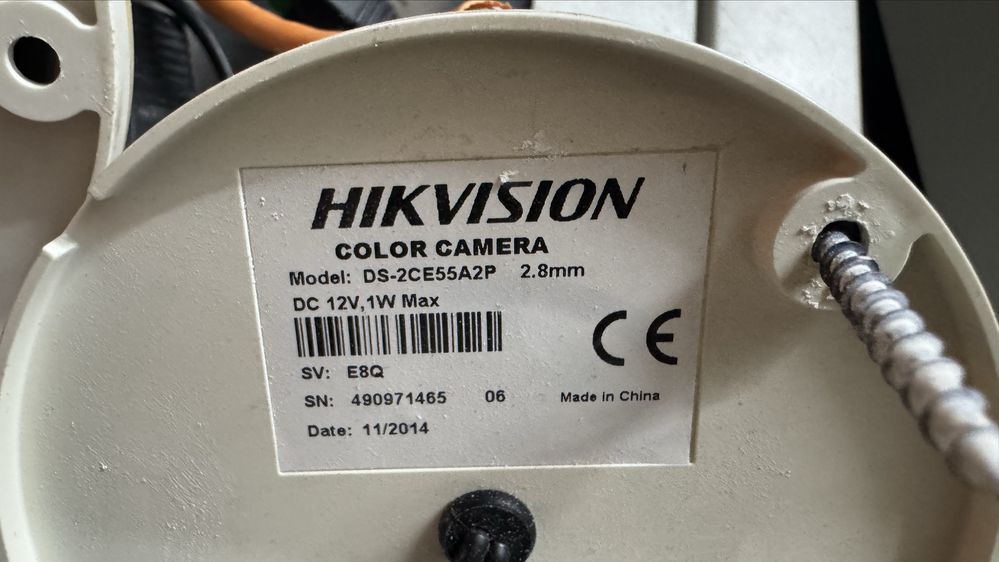 HIKVISION
COLOR CAMERA
Model: DS-2CE55A2P 2.8mm
DC 12V,1W Max
CE
SV: E8Q
SN: 490971465 06 Made in China
Date: 11/2014